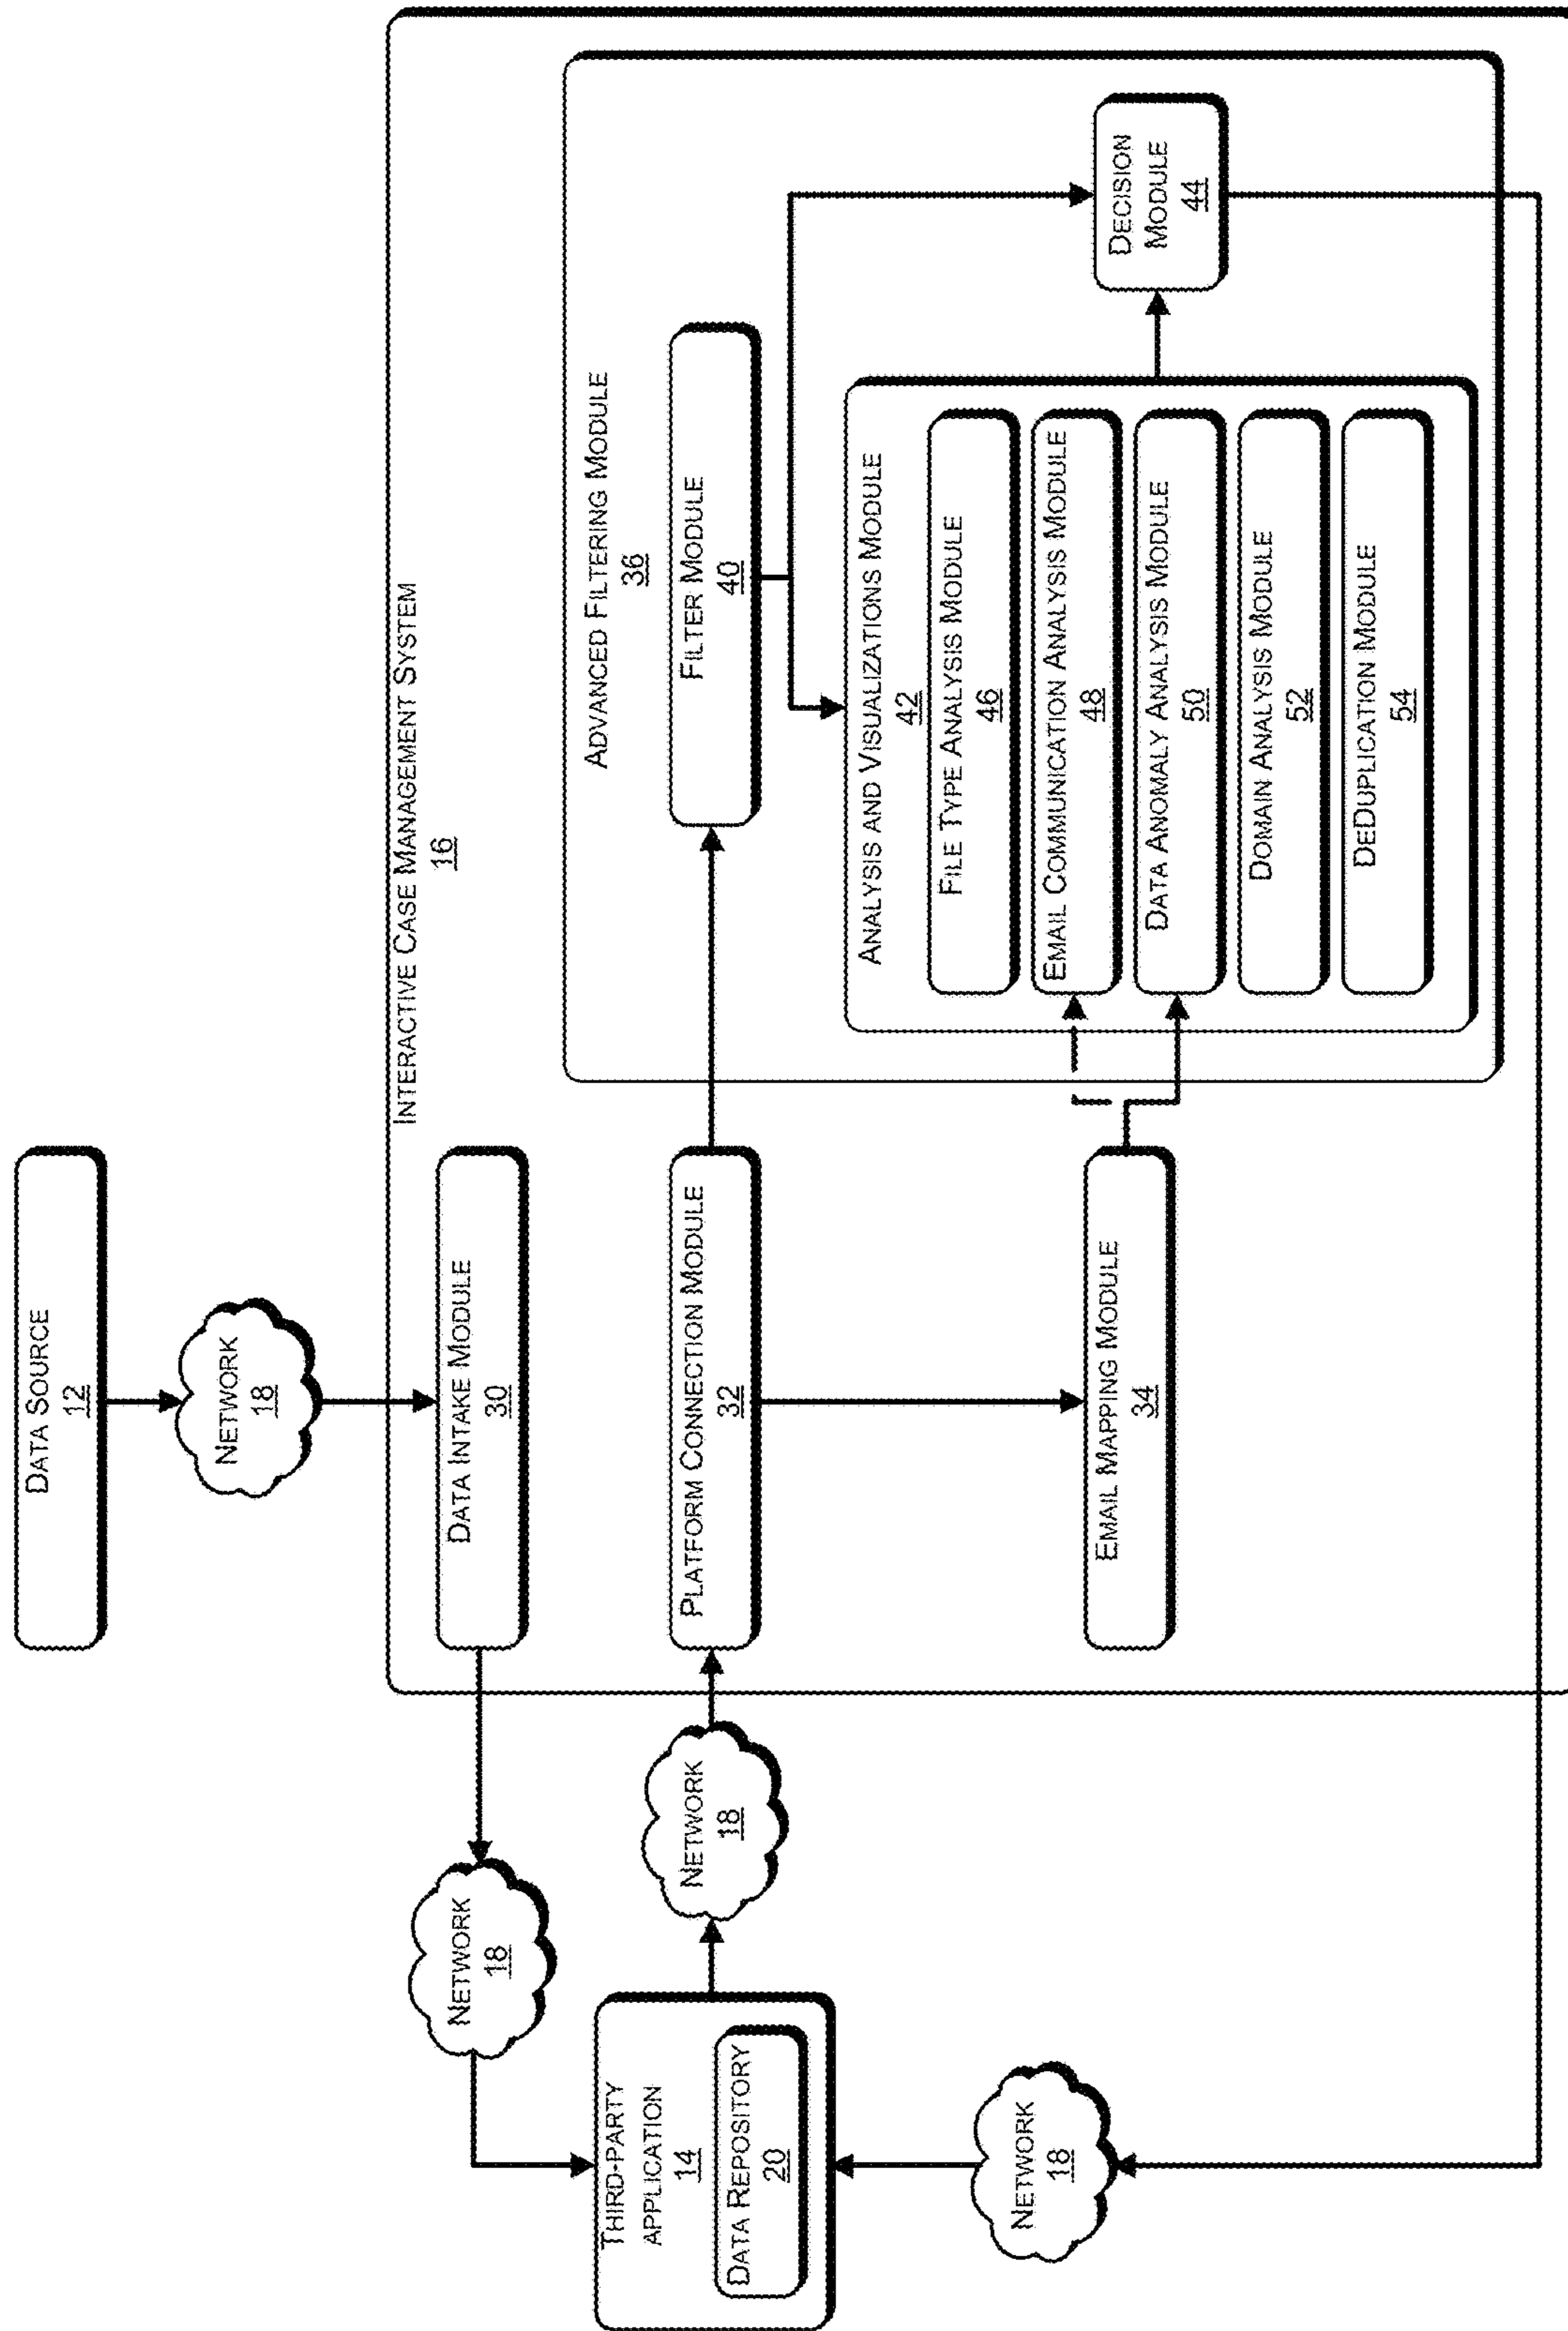 DATA SOURCE
12
NETWORK
18
INTERACTIVE CASE MANAGEMENT SYSTEM
16
DATA INTAKE MODULE
30
NETWORK
18
ADVANCED FILTERING MODULE
36
THIRD-PARTY
APPLICATION
14
DATA REPOSITORY
20
NETWORK
18
PLATFORM CONNECTION MODULE
32
FILTER MODULE
40
ANALYSIS AND VISUALIZATIONS MODULE
42
FILE TYPE ANALYSIS MODULE
46
EMAIL COMMUNICATION ANALYSIS MODULE
48
DATA ANOMALY ANALYSIS MODULE
50
DOMAIN ANALYSIS MODULE
52
DEDUPLICATION MODULE
54
DECISION
MODULE
44
EMAIL MAPPING MODULE
34
NETWORK
18